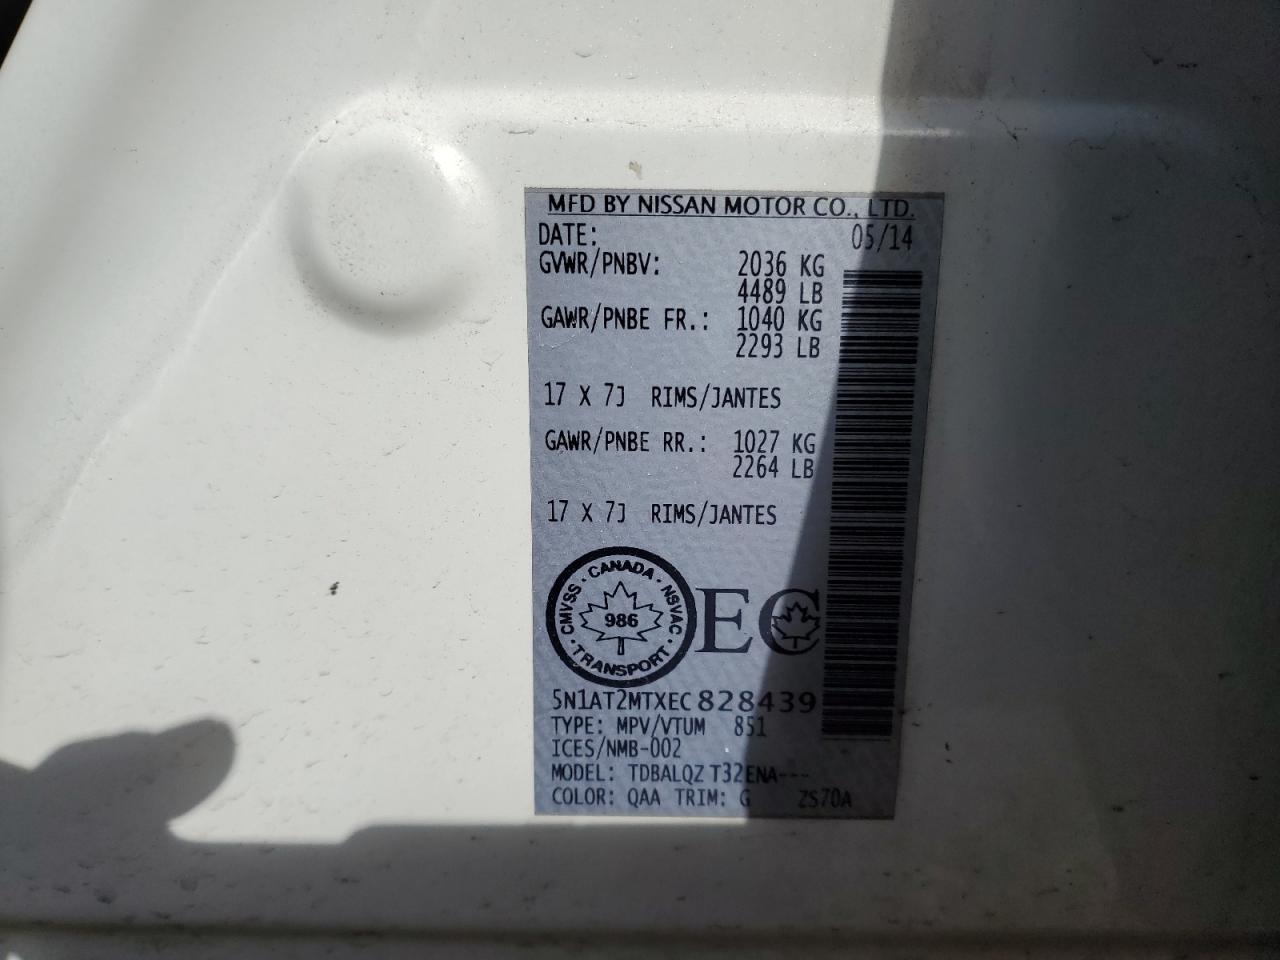 MFD BY NISSAN MOTOR CO., LTD.
DATE: 05/14
GVWR/PNBV: 2036 KG
4489 LB
GAWR/PNBE FR.: 1040 KG
2293 LB
17 X 7J RIMS/JANTES
GAWR/PNBE RR.: 1027 KG
2264 LB
17 X 7J RIMS/JANTES
CMVSS · CANADA · NSVAC · TRANSPORT ·
986
EC
5N1AT2MTXEC828439
TYPE: MPV/VTUM 851
ICES/NMB-002
MODEL: TDBALQZ T32ENA---
COLOR: QAA TRIM: G ZS70A